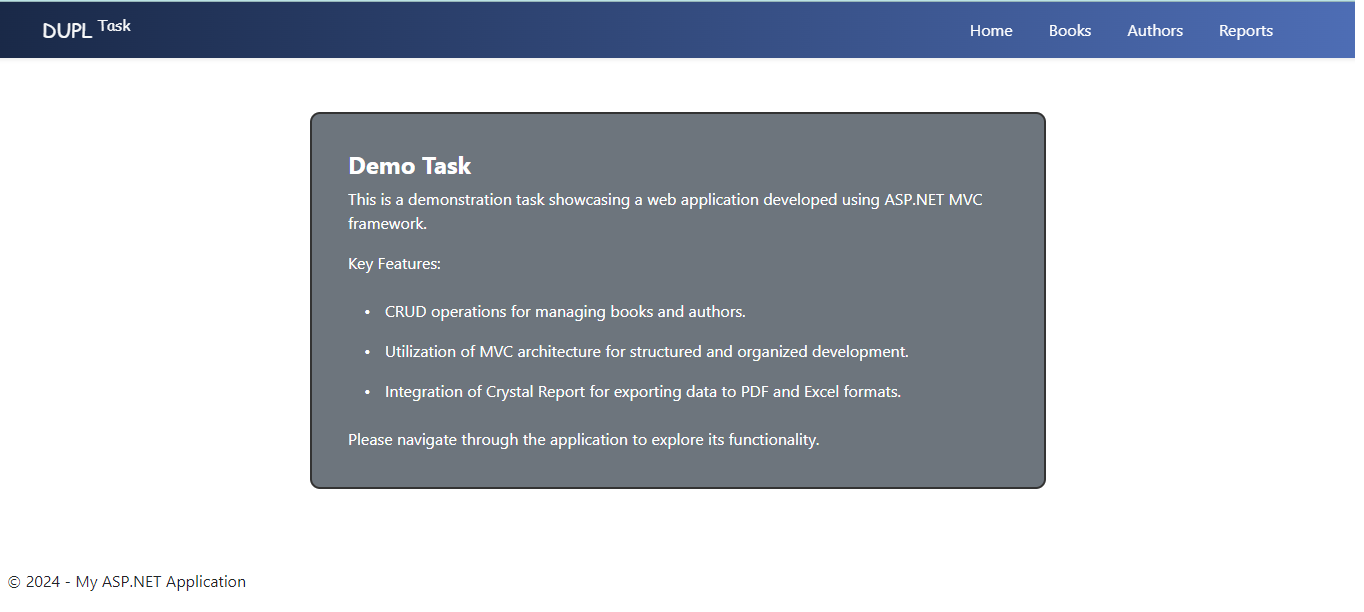 DUPL Task
Home Books Authors Reports
Demo Task
This is a demonstration task showcasing a web application developed using ASP.NET MVC
framework.
Key Features:
• CRUD operations for managing books and authors.
• Utilization of MVC architecture for structured and organized development.
• Integration of Crystal Report for exporting data to PDF and Excel formats.
Please navigate through the application to explore its functionality.
© 2024 - My ASP.NET Application